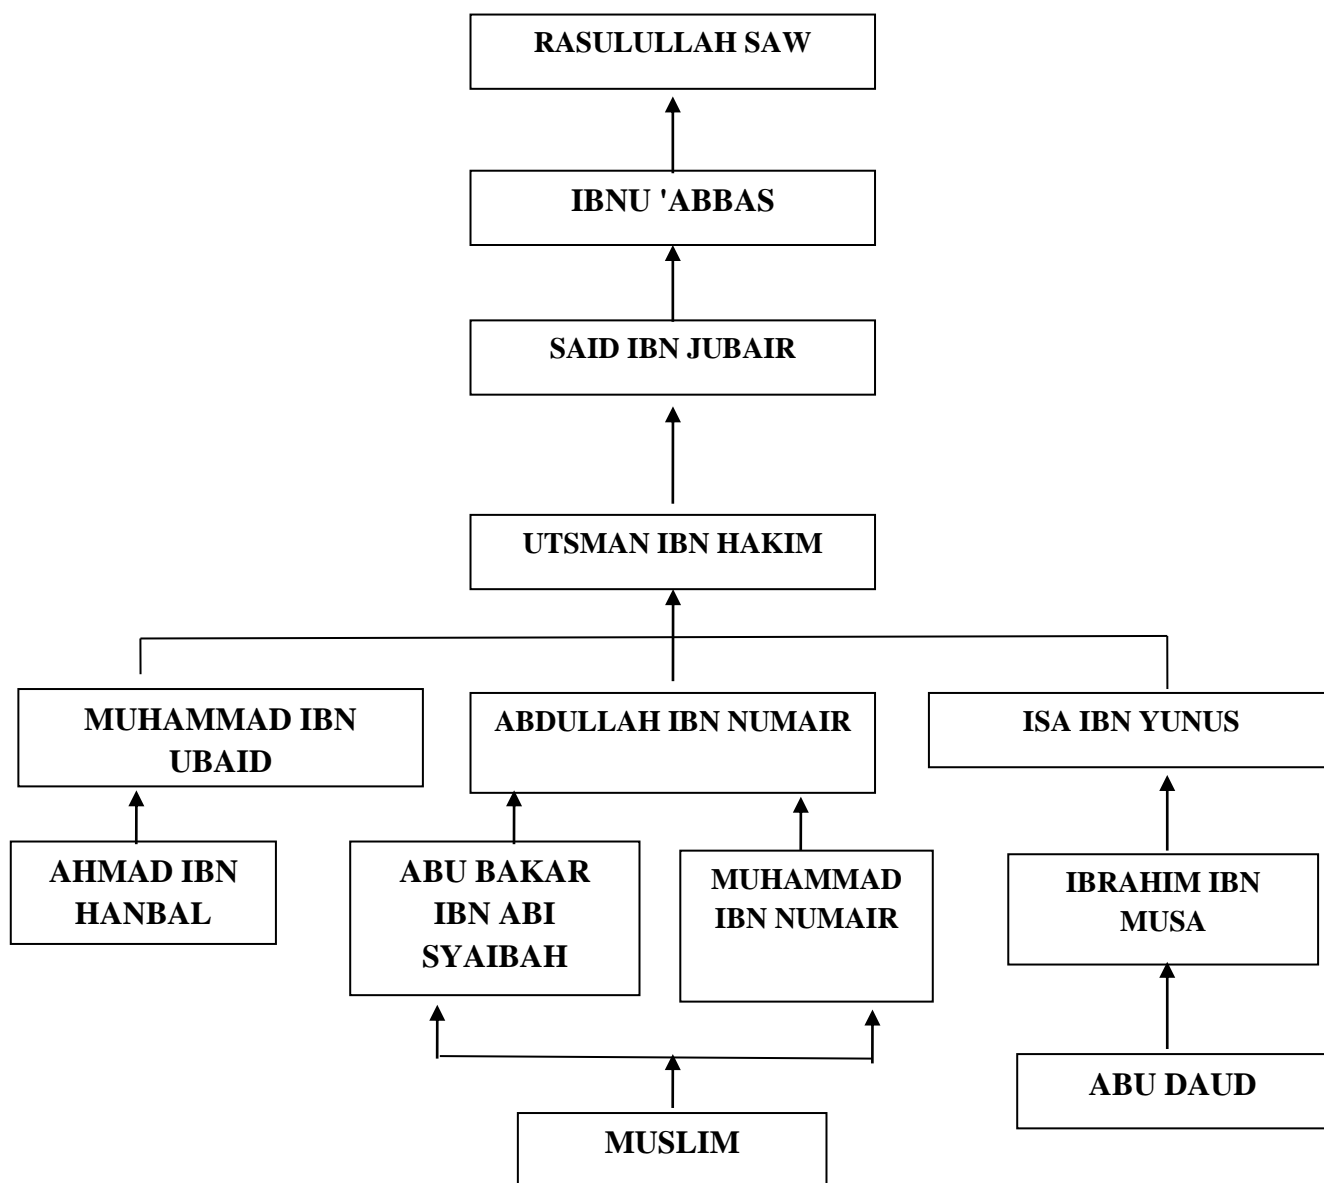 RASULULLAH SAW
IBNU 'ABBAS
SAID IBN JUBAIR
UTSMAN IBN HAKIM
MUHAMMAD IBN
UBAID
ABDULLAH IBN NUMAIR
ISA IBN YUNUS
AHMAD IBN
HANBAL
ABU BAKAR
IBN ABI
SYAIBAH
MUHAMMAD
IBN NUMAIR
IBRAHIM IBN
MUSA
ABU DAUD
MUSLIM